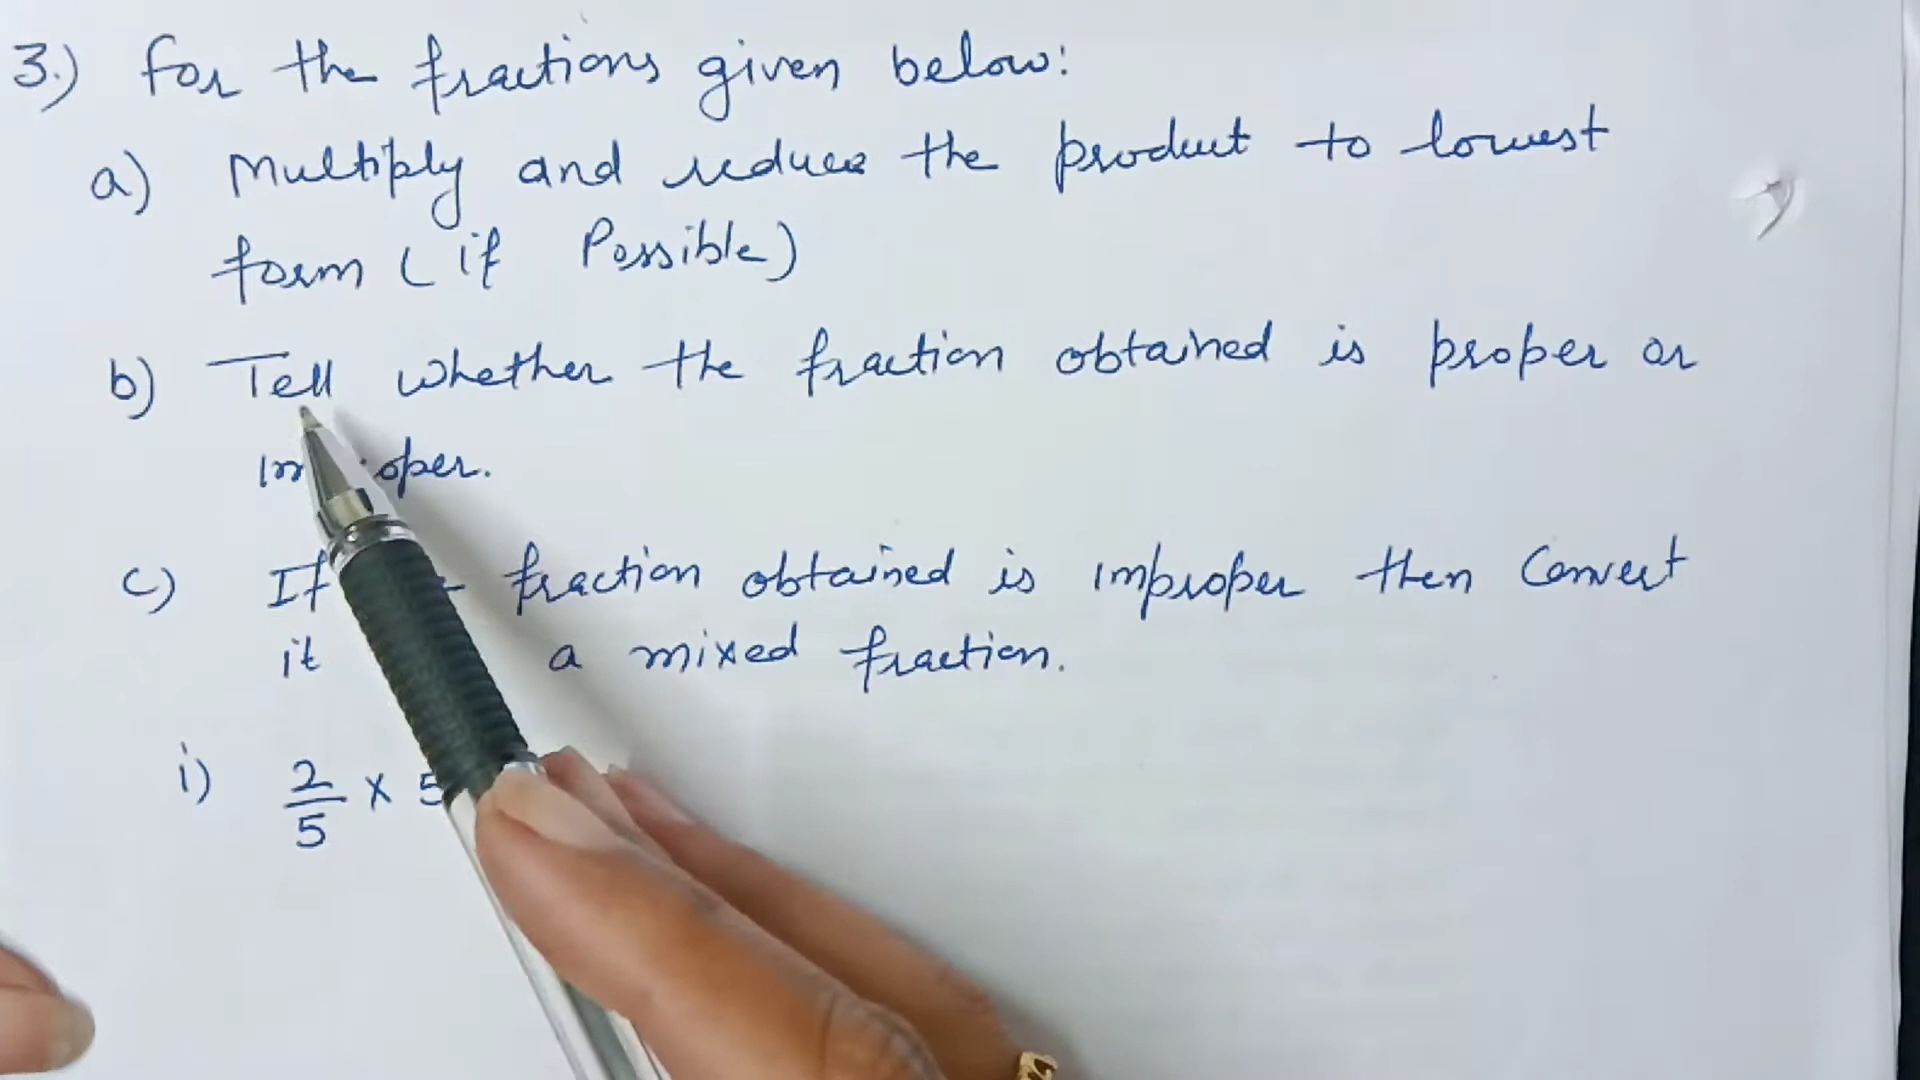 3.) For the fractions given below:
a) Multiply and reduce the product to lowest
form (if Possible)
b) Tell whether the fraction obtained is proper or
c) If fraction obtained is improper then Convert
it a mixed fraction.
i) 2/5 × 5